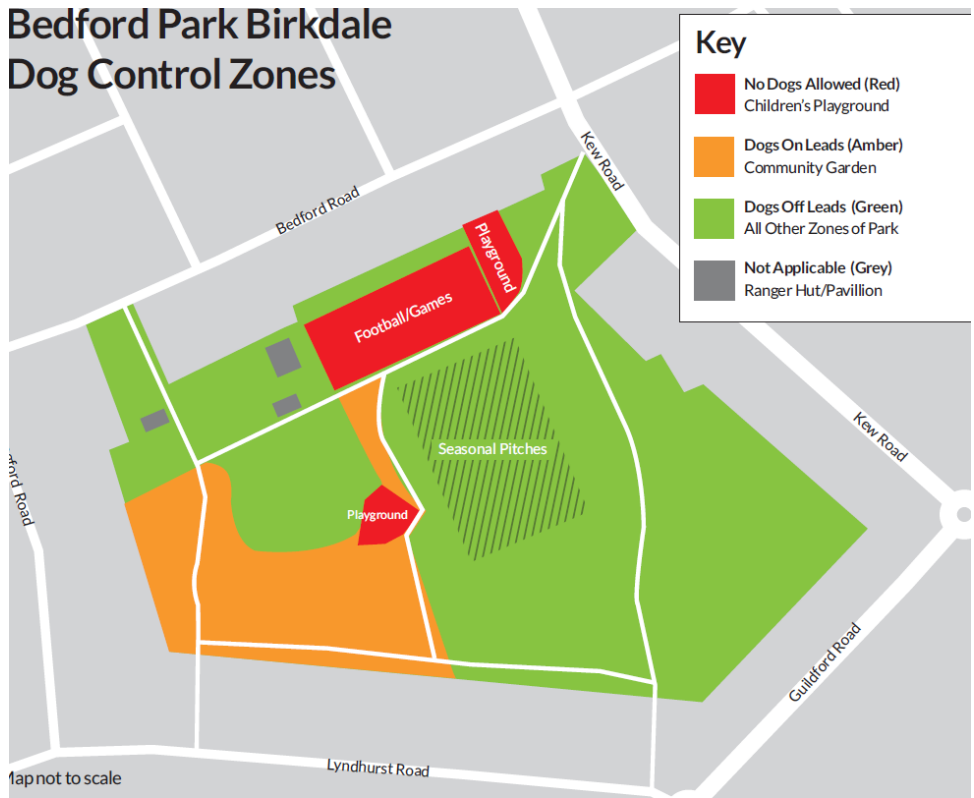 Bedford Park Birkdale
Dog Control Zones
Key
No Dogs Allowed (Red)
Children's Playground
Dogs On Leads (Amber)
Community Garden
Dogs Off Leads (Green)
All Other Zones of Park
Not Applicable (Grey)
Ranger Hut/Pavillion
Kew Road
Bedford Road
Playground
Football/Games
Seasonal Pitches
Kew Road
ford Road
Playground
Guildford Road
Lyndhurst Road
Map not to scale